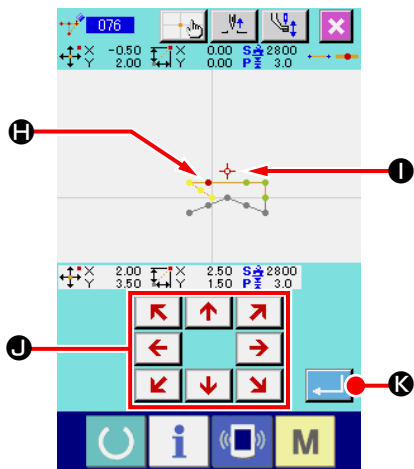 076
X -0.50 X 0.00 S 2800
Y 2.00 Y 0.00 P 3.0
H
I
X 2.00 X 2.50 S 2800
Y 3.50 Y 1.50 P 3.0
J
K
i M